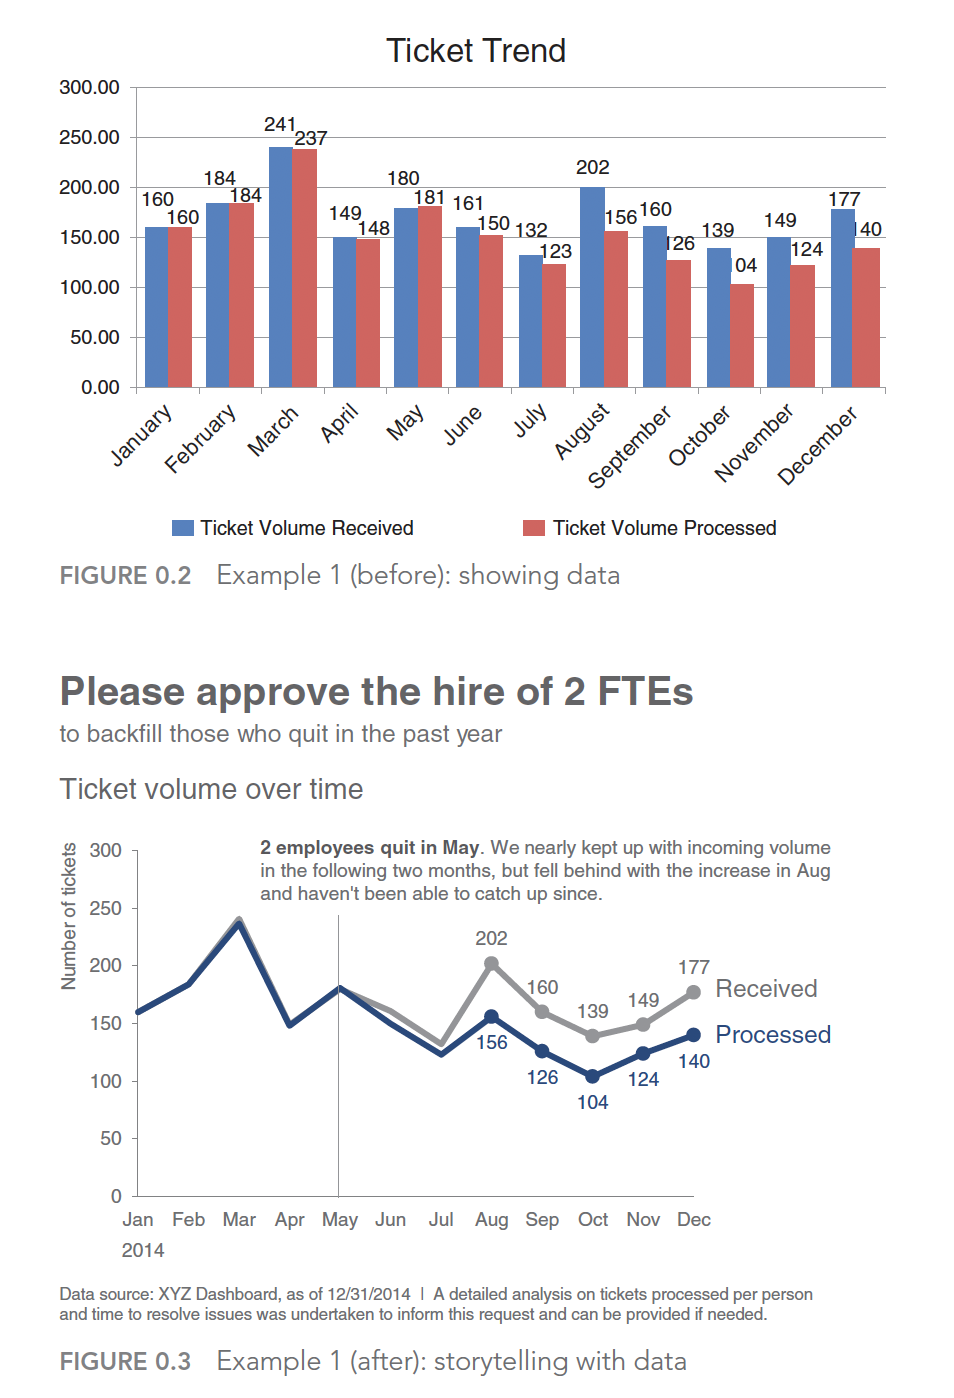 Ticket Trend
300.00
250.00
200.00
150.00
100.00
50.00
0.00
160 160
184 184
241 237
149 148
180 181
161 150
132 123
202 156
160 126
139 04
149 124
177 40
January February March April May June July August September October November December
Ticket Volume Received Ticket Volume Processed
FIGURE 0.2 Example 1 (before): showing data
Please approve the hire of 2 FTEs
to backfill those who quit in the past year
Ticket volume over time
Number of tickets
2 employees quit in May. We nearly kept up with incoming volume
in the following two months, but fell behind with the increase in Aug
and haven't been able to catch up since.
300
250
200
150
100
50
0
202 160 139 149 177 Received
156 126 104 124 140 Processed
Jan Feb Mar Apr May Jun Jul Aug Sep Oct Nov Dec
2014
Data source: XYZ Dashboard, as of 12/31/2014 | A detailed analysis on tickets processed per person
and time to resolve issues was undertaken to inform this request and can be provided if needed.
FIGURE 0.3 Example 1 (after): storytelling with data